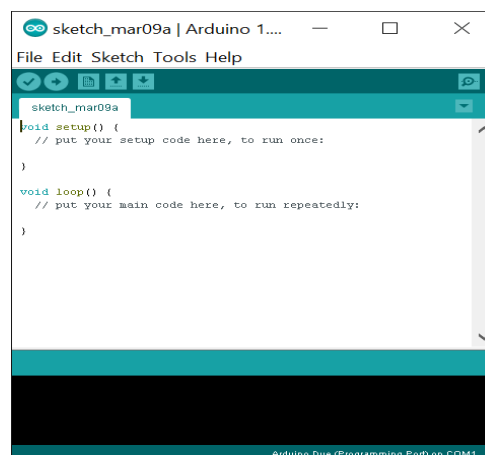 sketch_mar09a | Arduino 1....
File Edit Sketch Tools Help
sketch_mar09a
void setup() {
// put your setup code here, to run once:
}
void loop() {
// put your main code here, to run repeatedly:
}
Arduino Due (Programming Port) on COM1